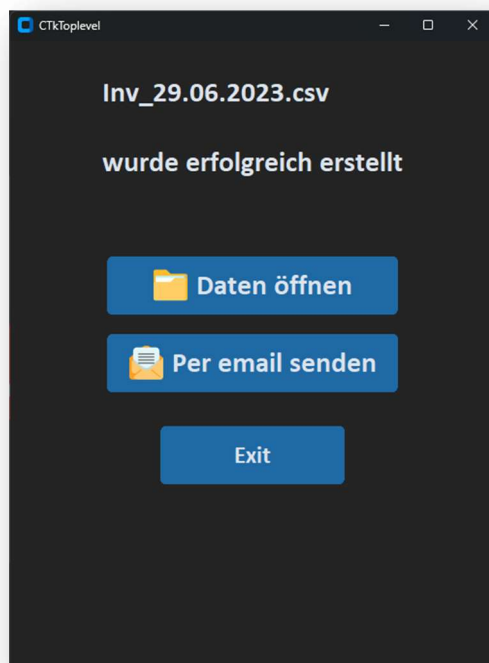 CTkToplevel
Inv_29.06.2023.csv
wurde erfolgreich erstellt
Daten öffnen
Per email senden
Exit